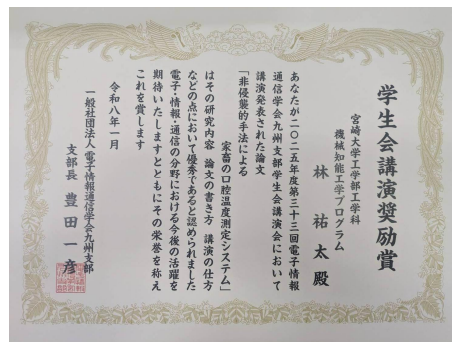 学生会講演奨励賞
宮崎大学工学部工学科
機械知能工学プログラム
林 祐太 殿
あなたが二〇二五年度第三十三回電子情報
通信学会九州支部学生会講演会において
講演発表された論文
「非侵襲的手法による
家畜の口腔温度測定システム」
はその研究内容 論文の書き方 講演の仕方
などの点において優秀であると認められました
電子・情報・通信の分野における今後の活躍を
期待いたしますとともにその栄誉を称え
これを賞します
令和八年一月
一般社団法人 電子情報通信学会九州支部
支部長 豊田一彦